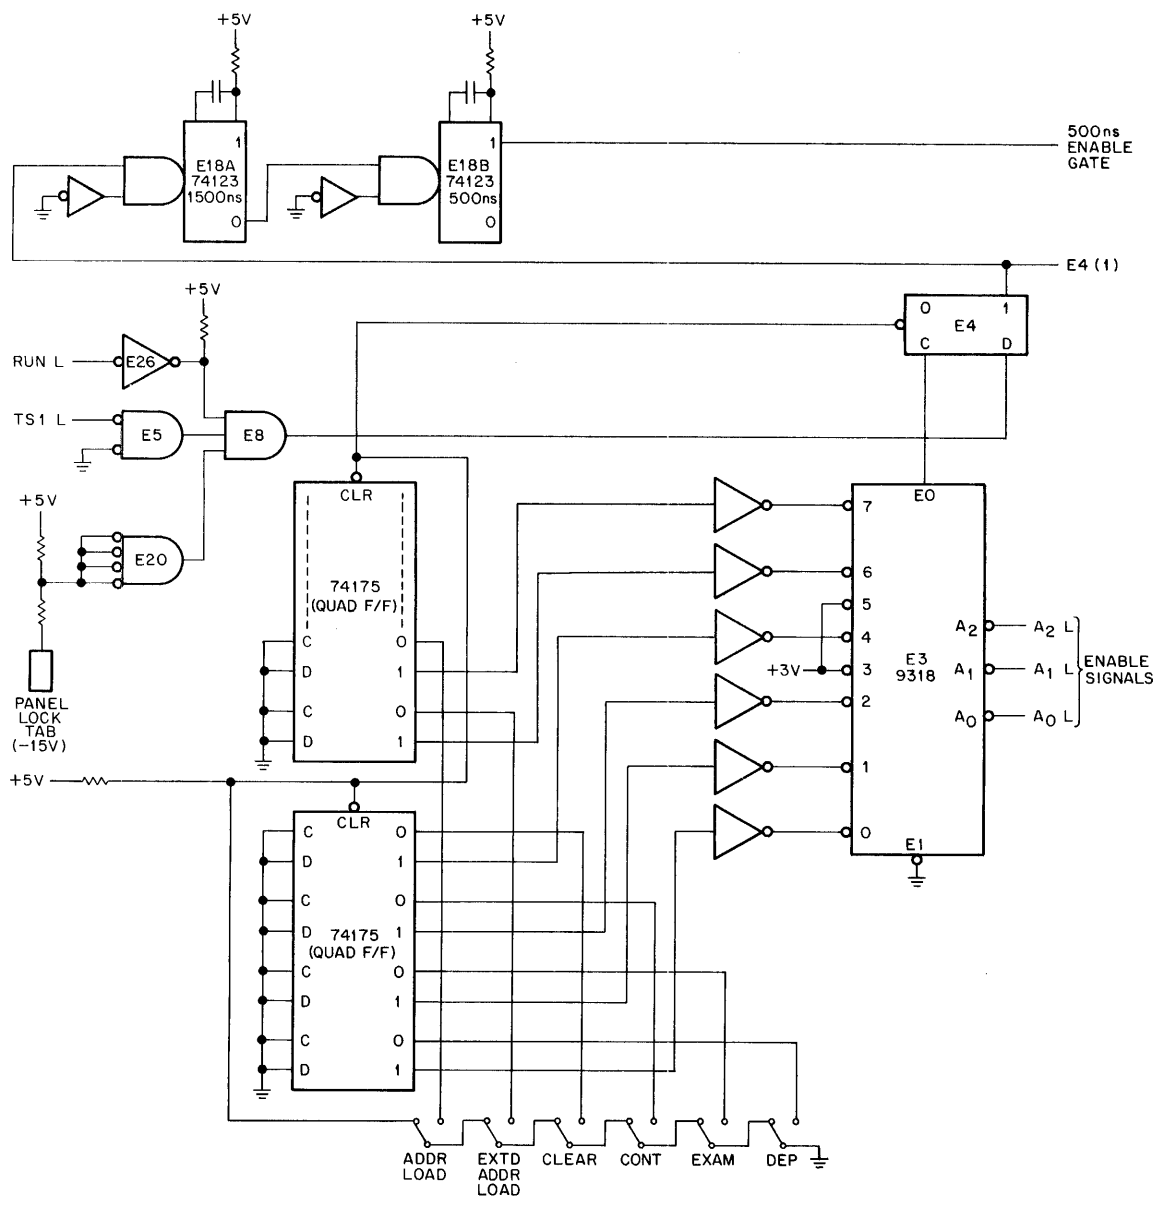 +5V
+5V
1
E18A
74123
1500ns
0
1
E18B
74123
500ns
0
500ns
ENABLE
GATE
E4 (1)
+5V
0
1
E4
C
D
RUN L
E26
TS1 L
E5
E8
+5V
E20
PANEL
LOCK
TAB
(-15V)
CLR
74175
(QUAD F/F)
C
0
D
1
C
0
D
1
+5V
CLR
C
0
D
1
C
0
74175
D
1
(QUAD F/F)
C
0
D
1
C
0
D
1
EO
7
6
5
4
+3V
3
2
1
0
E3
9318
E1
A2
A2 L
A1
A1 L
A0
A0 L
ENABLE
SIGNALS
ADDR
LOAD
EXTD
ADDR
LOAD
CLEAR
CONT
EXAM
DEP